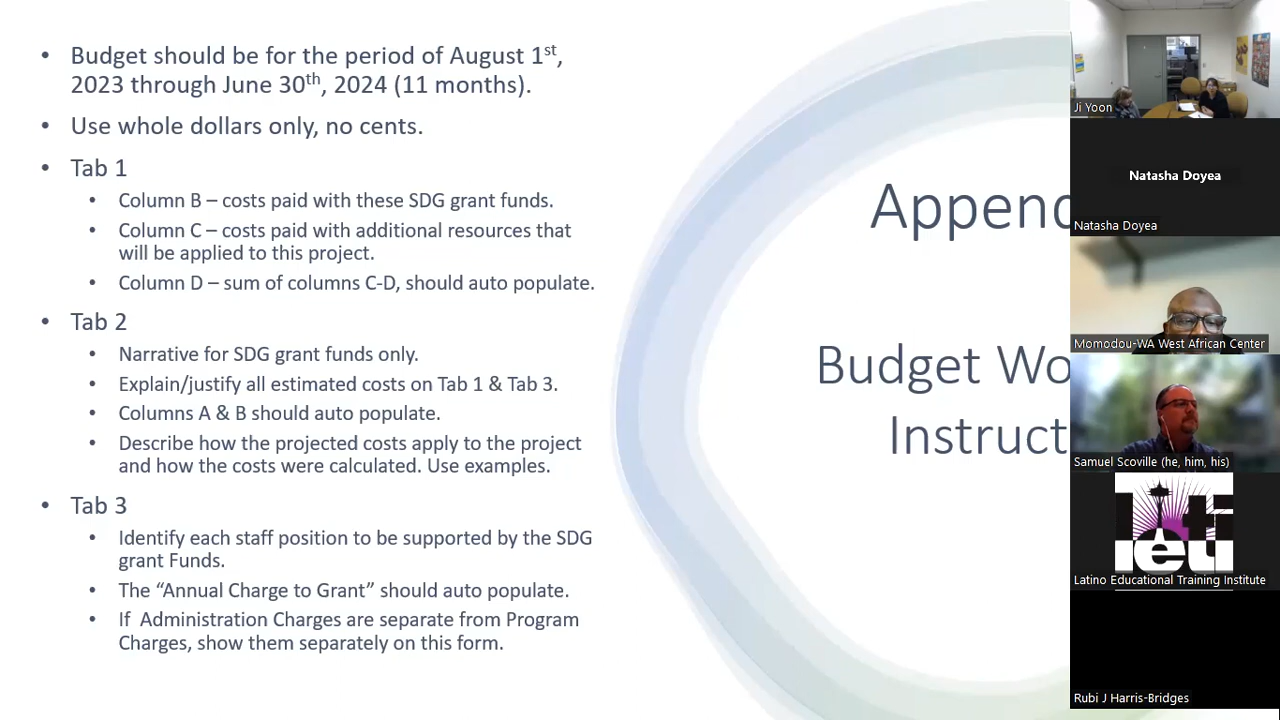 • Budget should be for the period of August 1st,
2023 through June 30th, 2024 (11 months).
• Use whole dollars only, no cents.
• Tab 1
• Column B – costs paid with these SDG grant funds.
• Column C – costs paid with additional resources that
will be applied to this project.
• Column D – sum of columns C-D, should auto populate.
• Tab 2
• Narrative for SDG grant funds only.
• Explain/justify all estimated costs on Tab 1 & Tab 3.
• Columns A & B should auto populate.
• Describe how the projected costs apply to the project
and how the costs were calculated. Use examples.
• Tab 3
• Identify each staff position to be supported by the SDG
grant Funds.
• The “Annual Charge to Grant” should auto populate.
• If  Administration Charges are separate from Program
Charges, show them separately on this form.
Append
Budget Wo
Instruct
Ji Yoon
Natasha Doyea
Natasha Doyea
Momodou-WA West African Center
Samuel Scoville (he, him, his)
leti
Latino Educational Training Institute
Rubi J Harris-Bridges